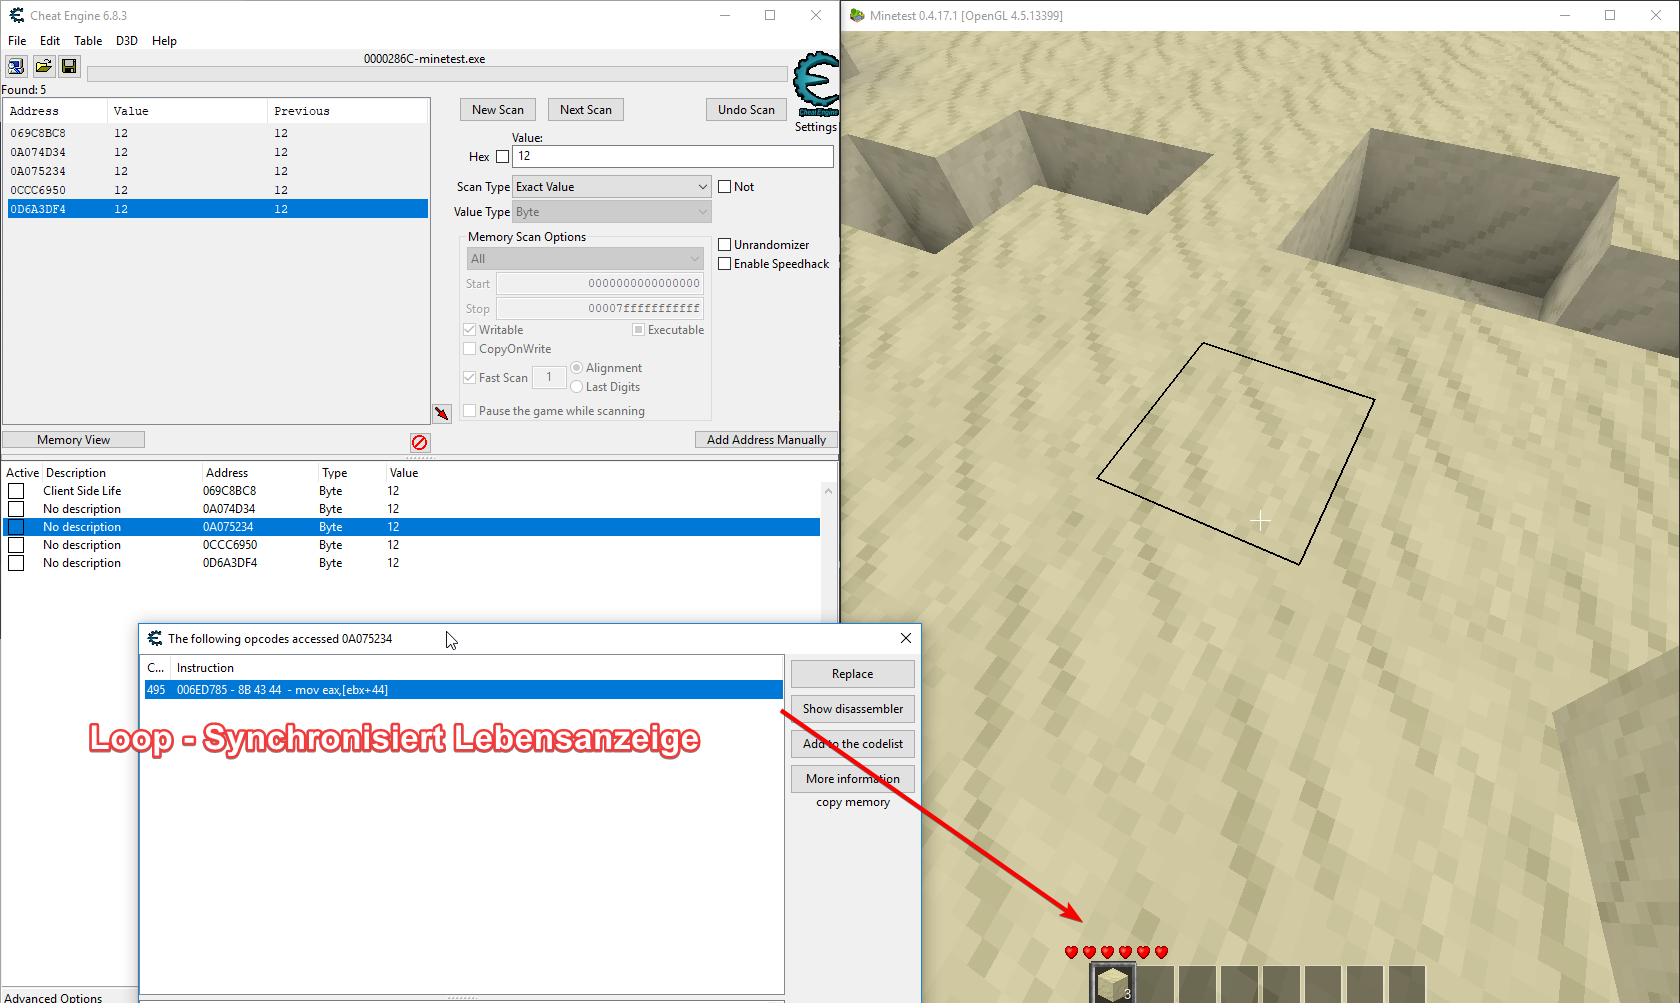 Cheat Engine 6.8.3
File Edit Table D3D Help
0000286C-minetest.exe
Found: 5
Address Value Previous
069C8BC8 12 12
0A074D34 12 12
0A075234 12 12
0CCC6950 12 12
0D6A3DF4 12 12
New Scan Next Scan Undo Scan
Cheat Engine
Settings
Value:
Hex 12
Scan Type Exact Value Not
Value Type Byte
Memory Scan Options
All
Unrandomizer
Enable Speedhack
Start 0000000000000000
Stop 00007fffffffffff
Writable Executable
CopyOnWrite
Fast Scan 1 Alignment
Last Digits
Pause the game while scanning
Memory View Add Address Manually
Active Description Address Type Value
Client Side Life 069C8BC8 Byte 12
No description 0A074D34 Byte 12
No description 0A075234 Byte 12
No description 0CCC6950 Byte 12
No description 0D6A3DF4 Byte 12
The following opcodes accessed 0A075234
C... Instruction
495 006ED785 - 8B 43 44 - mov eax,[ebx+44]
Replace
Show disassembler
Add to the codelist
More information
copy memory
Loop - Synchronisiert Lebensanzeige
Advanced Options
Minetest 0.4.17.1 [OpenGL 4.5.13399]
3